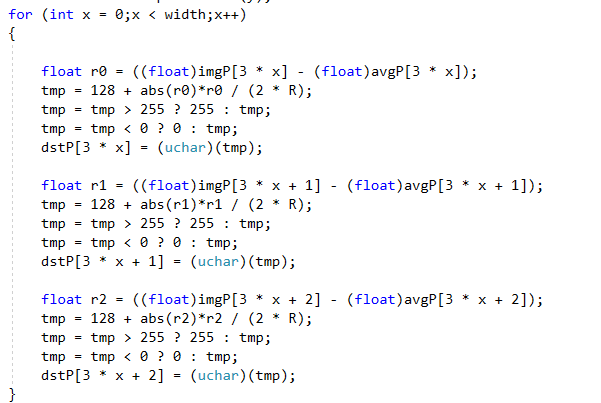 for (int x = 0;x < width;x++)
{
float r0 = ((float)imgP[3 * x] - (float)avgP[3 * x]);
tmp = 128 + abs(r0)*r0 / (2 * R);
tmp = tmp > 255 ? 255 : tmp;
tmp = tmp < 0 ? 0 : tmp;
dstP[3 * x] = (uchar)(tmp);
float r1 = ((float)imgP[3 * x + 1] - (float)avgP[3 * x + 1]);
tmp = 128 + abs(r1)*r1 / (2 * R);
tmp = tmp > 255 ? 255 : tmp;
tmp = tmp < 0 ? 0 : tmp;
dstP[3 * x + 1] = (uchar)(tmp);
float r2 = ((float)imgP[3 * x + 2] - (float)avgP[3 * x + 2]);
tmp = 128 + abs(r2)*r2 / (2 * R);
tmp = tmp > 255 ? 255 : tmp;
tmp = tmp < 0 ? 0 : tmp;
dstP[3 * x + 2] = (uchar)(tmp);
}